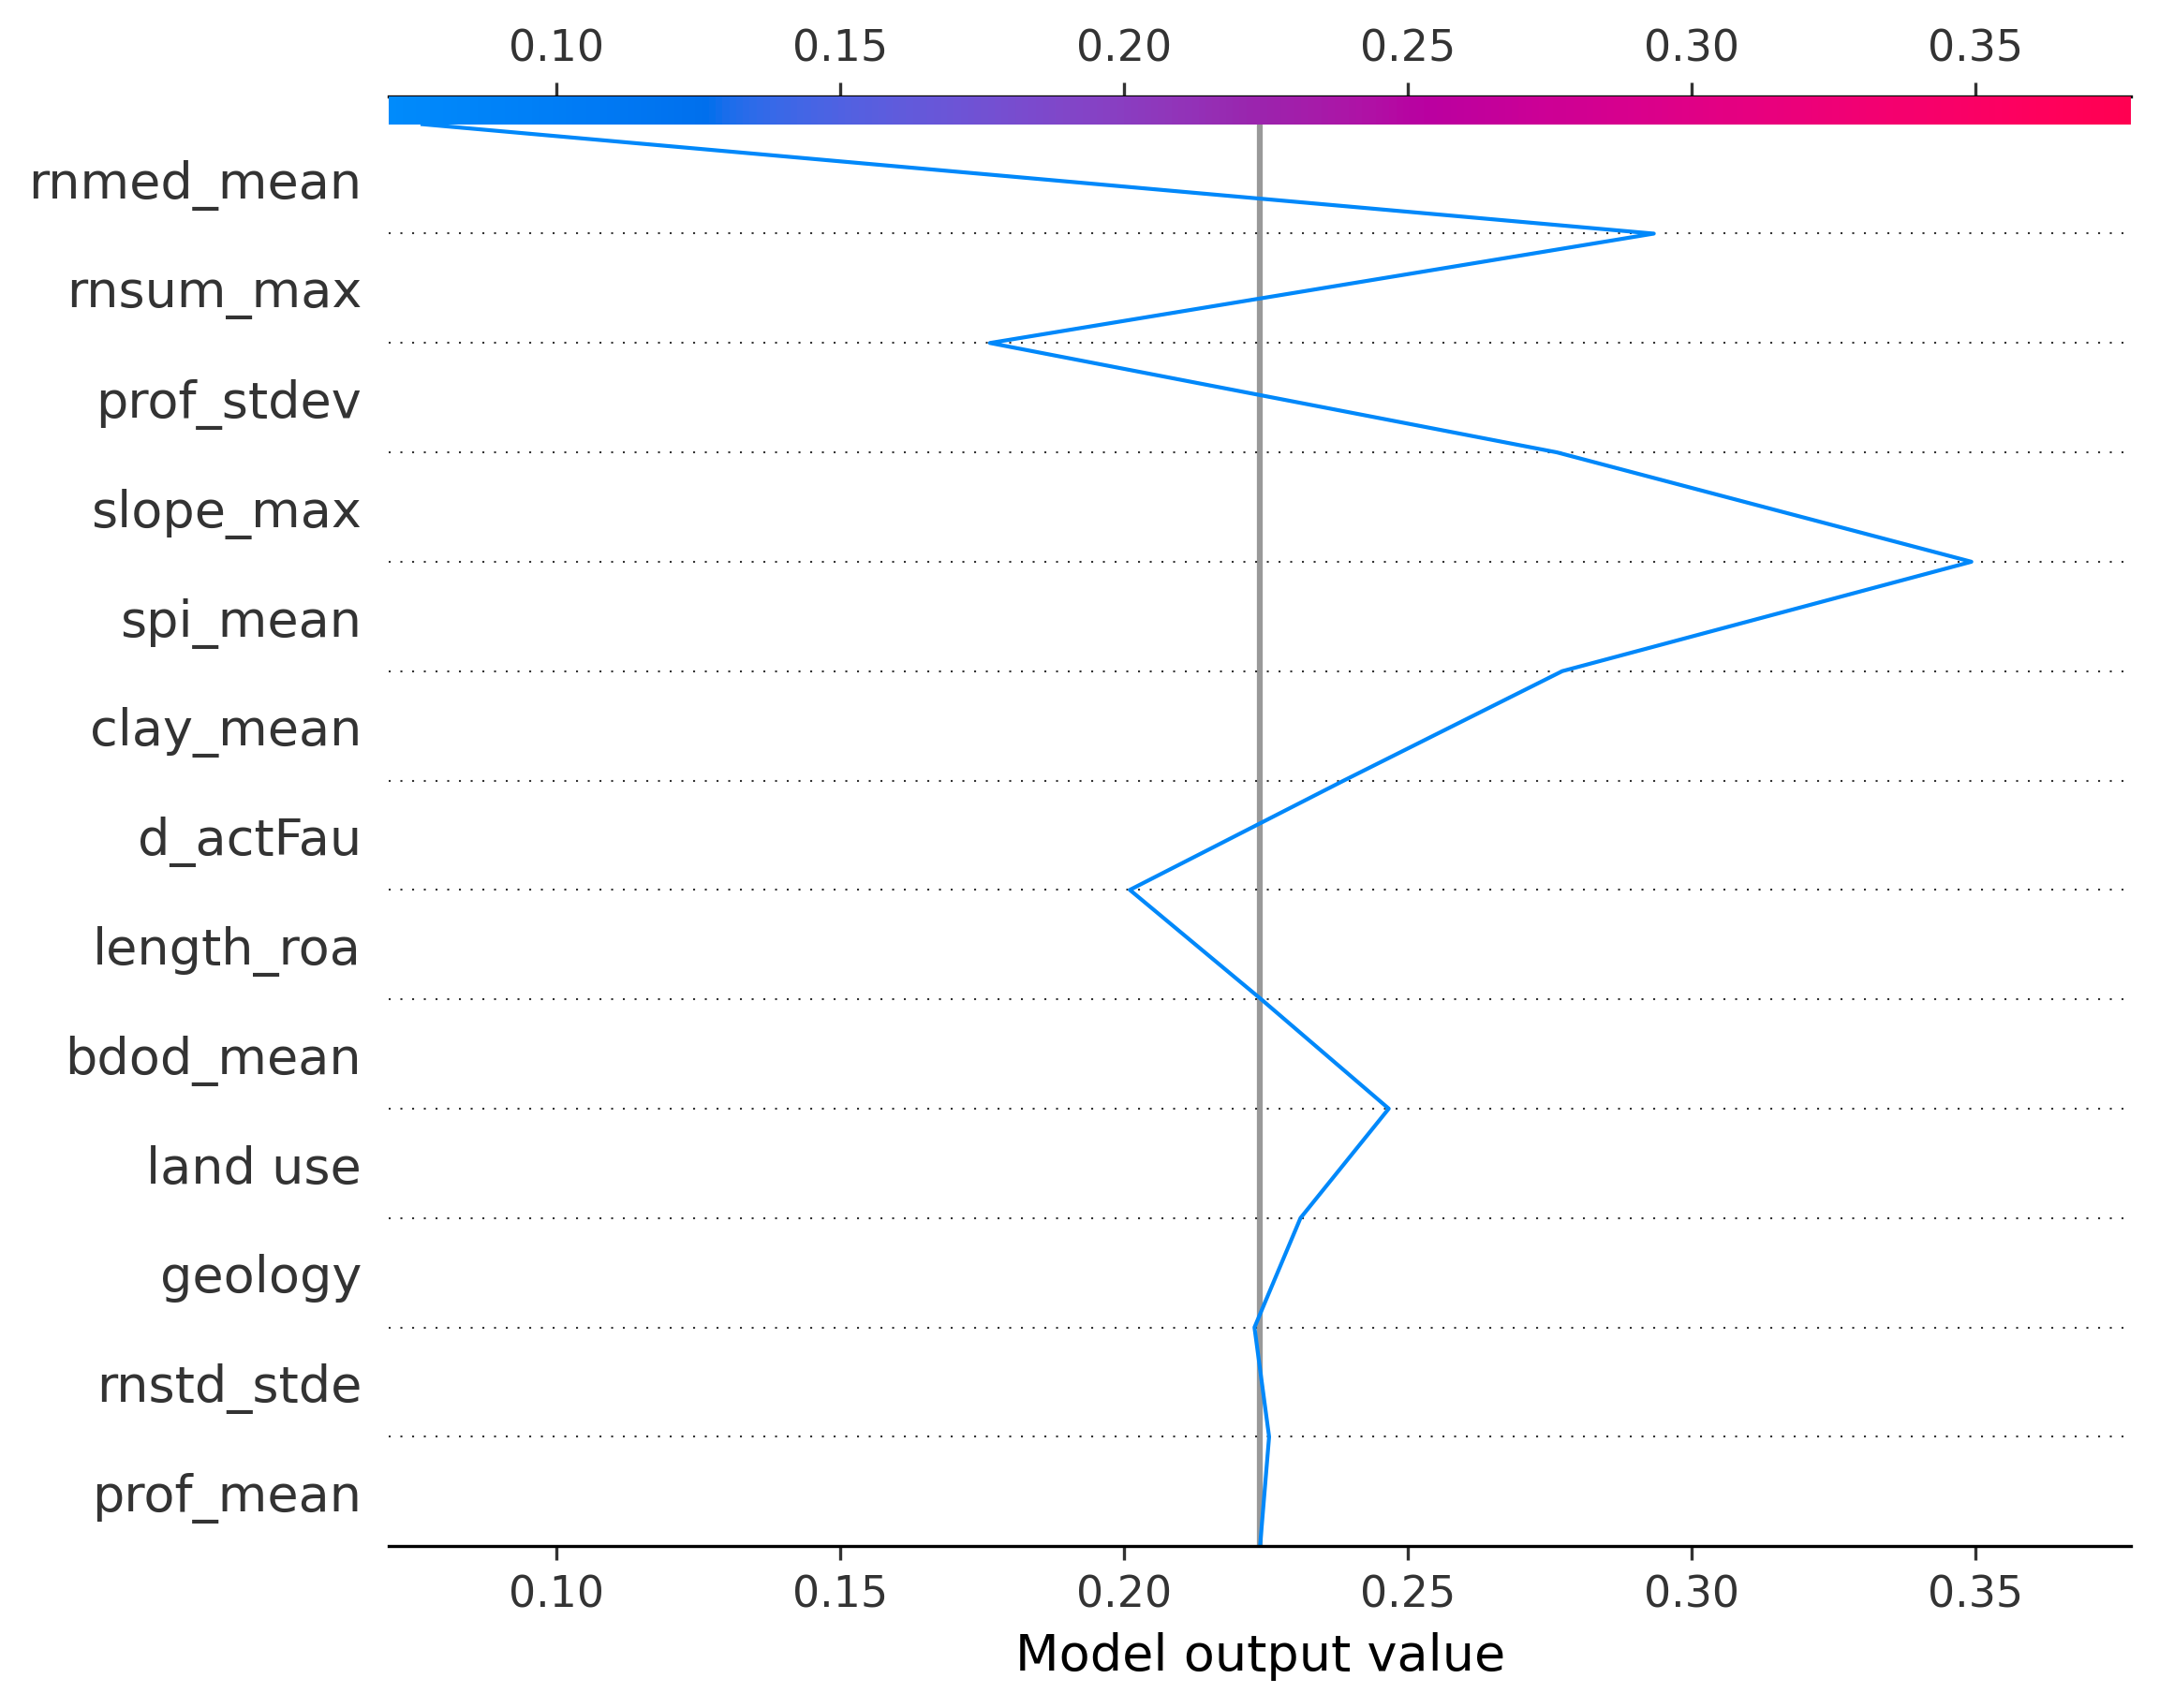 0.10 0.15 0.20 0.25 0.30 0.35
rnmed_mean
rnsum_max
prof_stdev
slope_max
spi_mean
clay_mean
d_actFau
length_roa
bdod_mean
land use
geology
rnstd_stde
prof_mean
0.10 0.15 0.20 0.25 0.30 0.35
Model output value